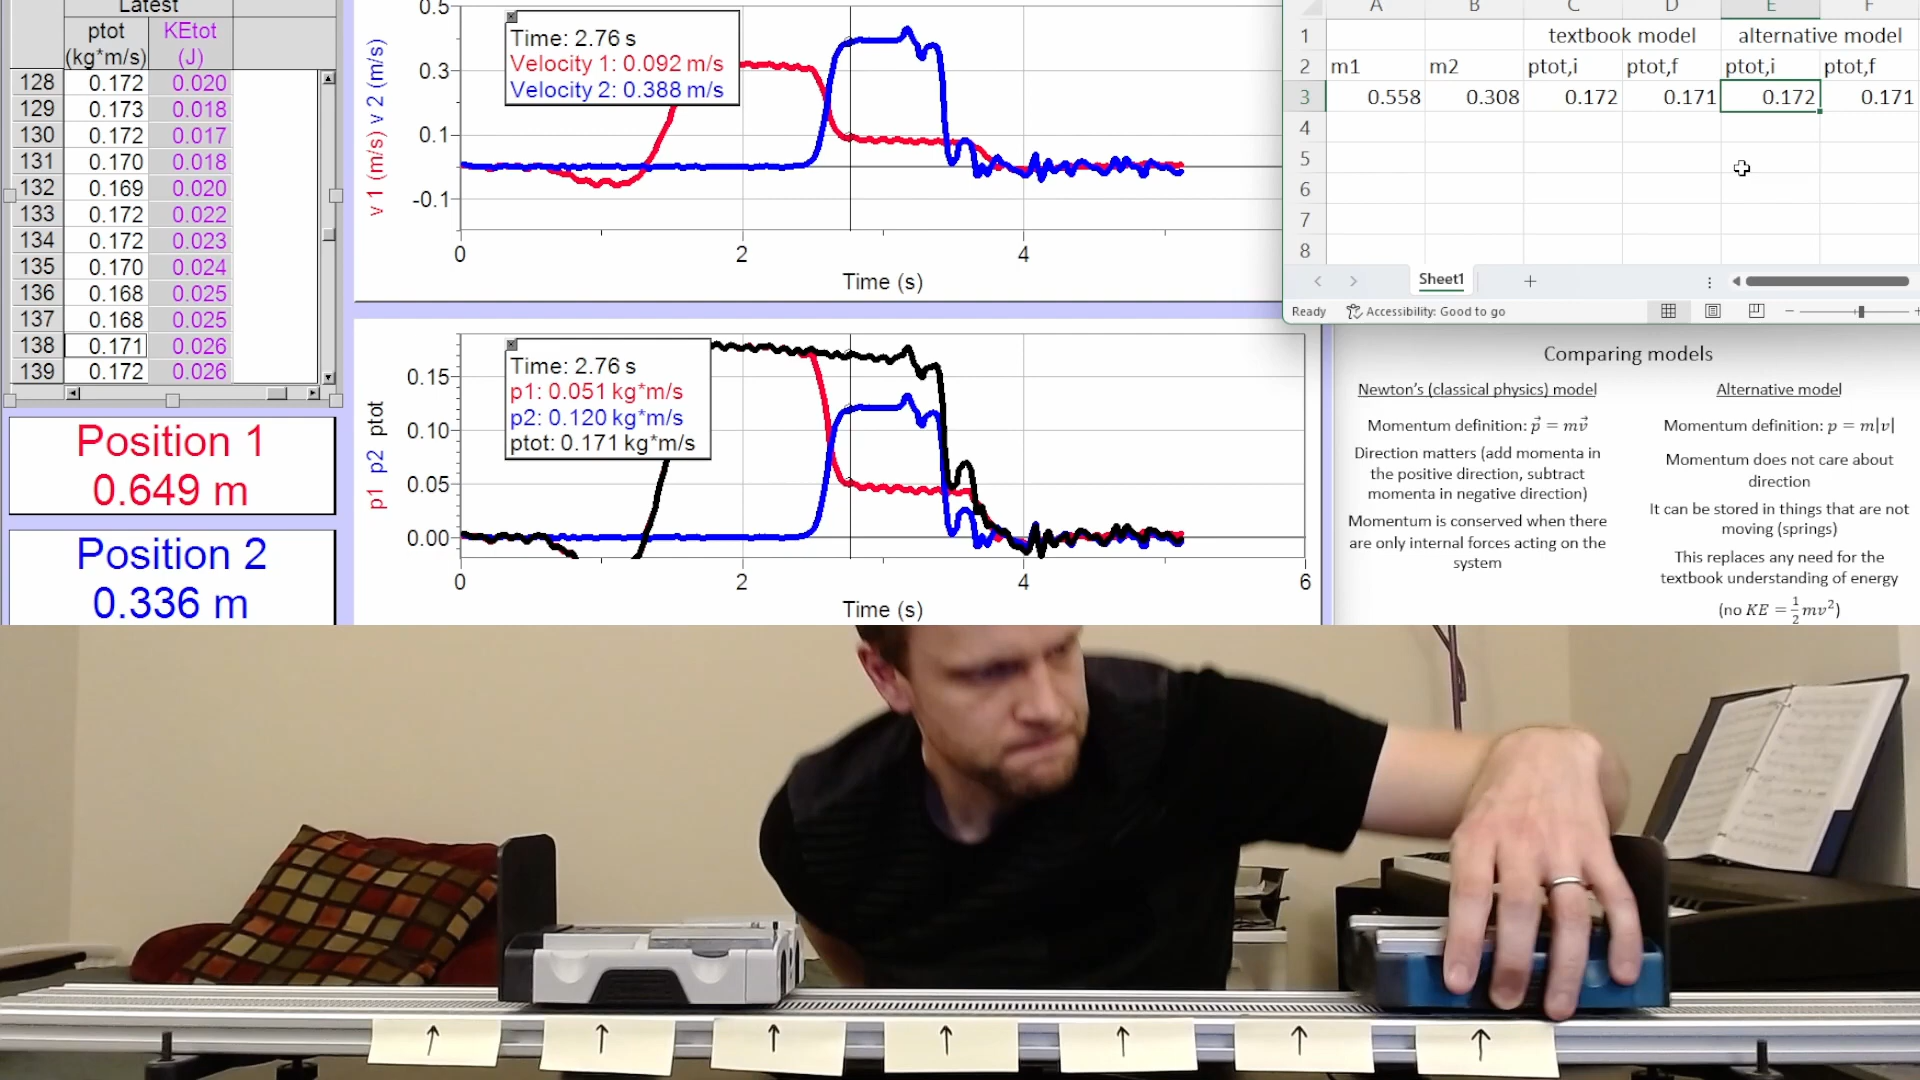 Latest
ptot KEtot
(kg*m/s) (J)
128 0.172 0.020
129 0.173 0.018
130 0.172 0.017
131 0.170 0.018
132 0.169 0.020
133 0.172 0.022
134 0.172 0.023
135 0.170 0.024
136 0.168 0.025
137 0.168 0.025
138 0.171 0.026
139 0.172 0.026
Position 1
0.649 m
Position 2
0.336 m
v 1 (m/s) v 2 (m/s)
0.5
0.3
0.1
-0.1
0 2 4
Time (s)
Time: 2.76 s
Velocity 1: 0.092 m/s
Velocity 2: 0.388 m/s
p1 p2 ptot
0.15
0.10
0.05
0.00
0 2 4 6
Time (s)
Time: 2.76 s
p1: 0.051 kg*m/s
p2: 0.120 kg*m/s
ptot: 0.171 kg*m/s
A B C D E F
1 textbook model alternative model
2 m1 m2 ptot,i ptot,f ptot,i ptot,f
3 0.558 0.308 0.172 0.171 0.172 0.171
4
5
6
7
8
Sheet1
Ready Accessibility: Good to go
Comparing models
Newton's (classical physics) model
Momentum definition: p⃗ = mv⃗
Direction matters (add momenta in
the positive direction, subtract
momenta in negative direction)
Momentum is conserved when there
are only internal forces acting on the
system
Alternative model
Momentum definition: p = m|v|
Momentum does not care about
direction
It can be stored in things that are not
moving (springs)
This replaces any need for the
textbook understanding of energy
(no KE = ½mv²)